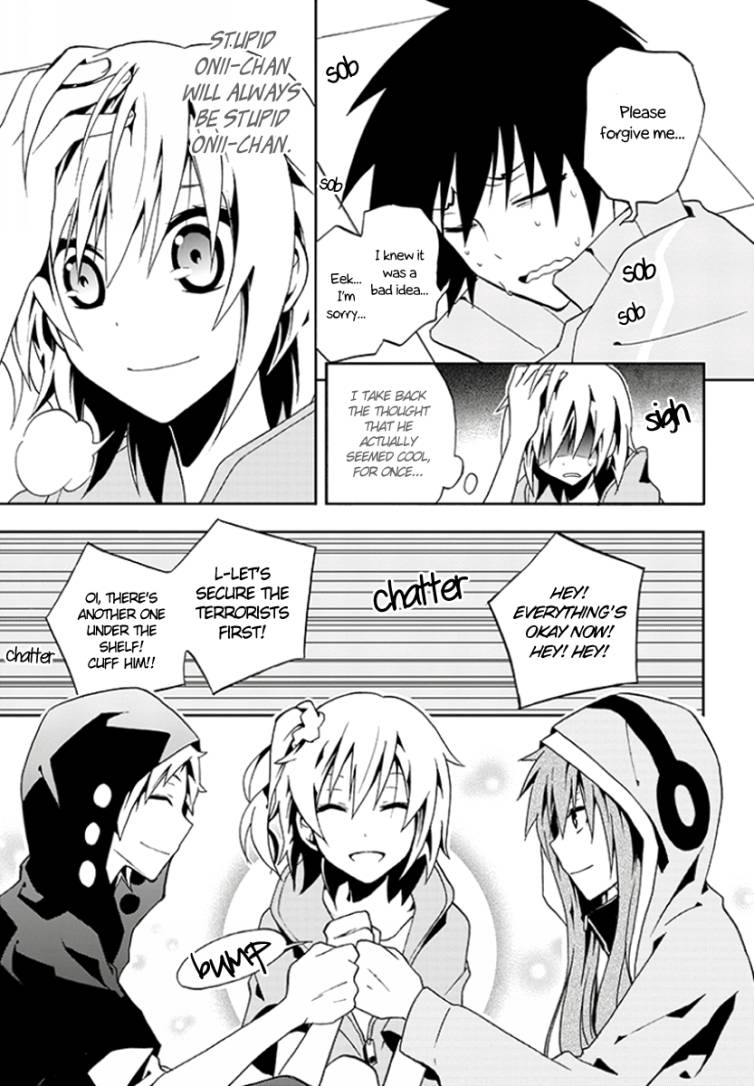 sob
Please
forgive me...
sob
I knew it
was a
bad idea...
Eek...
I'm
sorry...
sob
sob
STUPID
ONII-CHAN
WILL ALWAYS
BE STUPID
ONII-CHAN.
sigh
I TAKE BACK
THE THOUGHT
THAT HE
ACTUALLY
SEEMED COOL,
FOR ONCE...
HEY!
EVERYTHING'S
OKAY NOW!
HEY! HEY!
chatter
L-LET'S
SECURE THE
TERRORISTS
FIRST!
OI, THERE'S
ANOTHER ONE
UNDER THE
SHELF!
CUFF HIM!!
chatter
bump